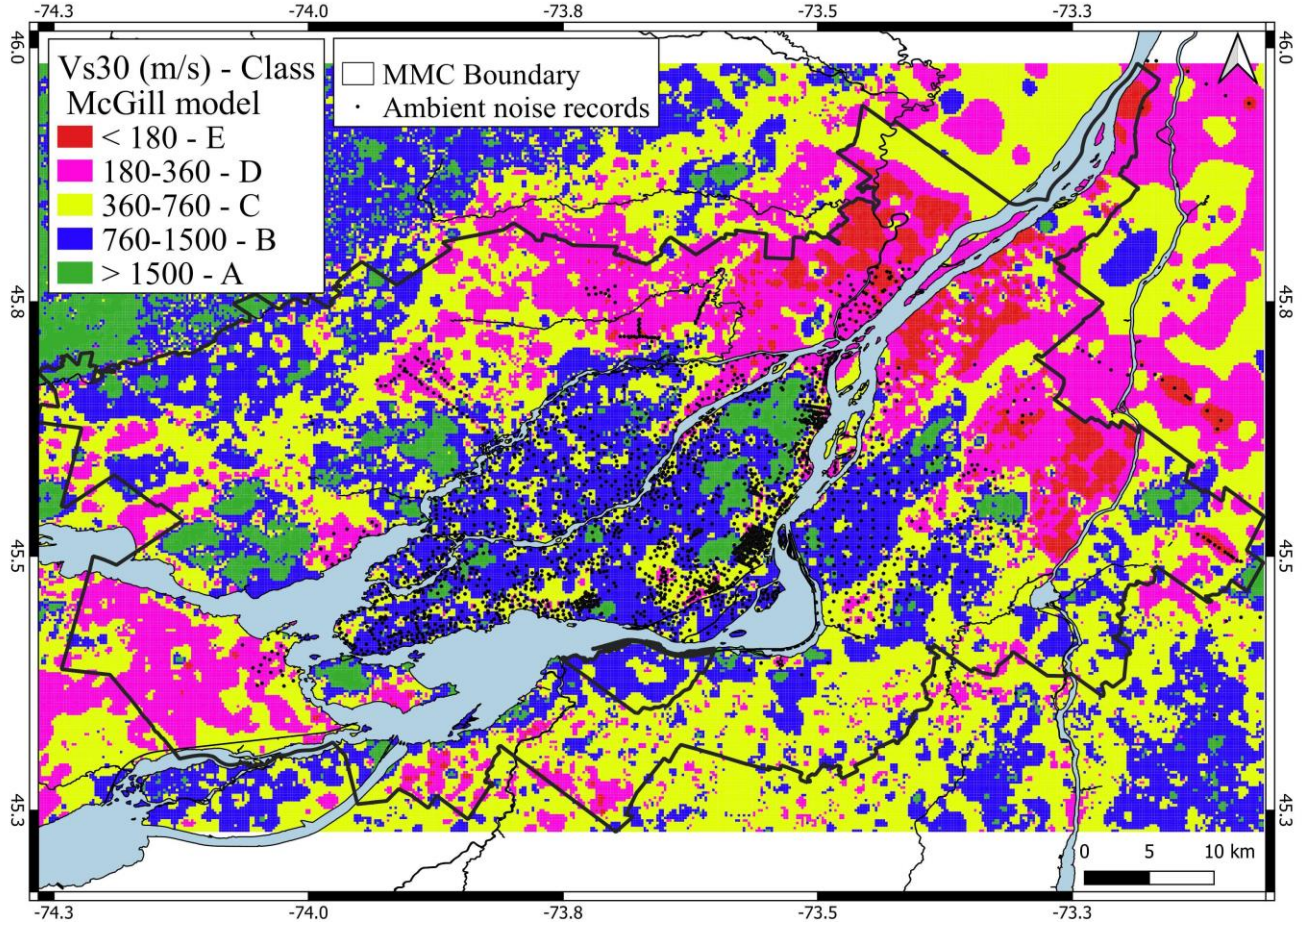 -74.3 -74.0 -73.8 -73.5 -73.3
46.0 46.0
Vs30 (m/s) - Class
McGill model
< 180 - E
180-360 - D
360-760 - C
760-1500 - B
> 1500 - A
MMC Boundary
Ambient noise records
45.8 45.8
45.5 45.5
45.3 45.3
0 5 10 km
-74.3 -74.0 -73.8 -73.5 -73.3